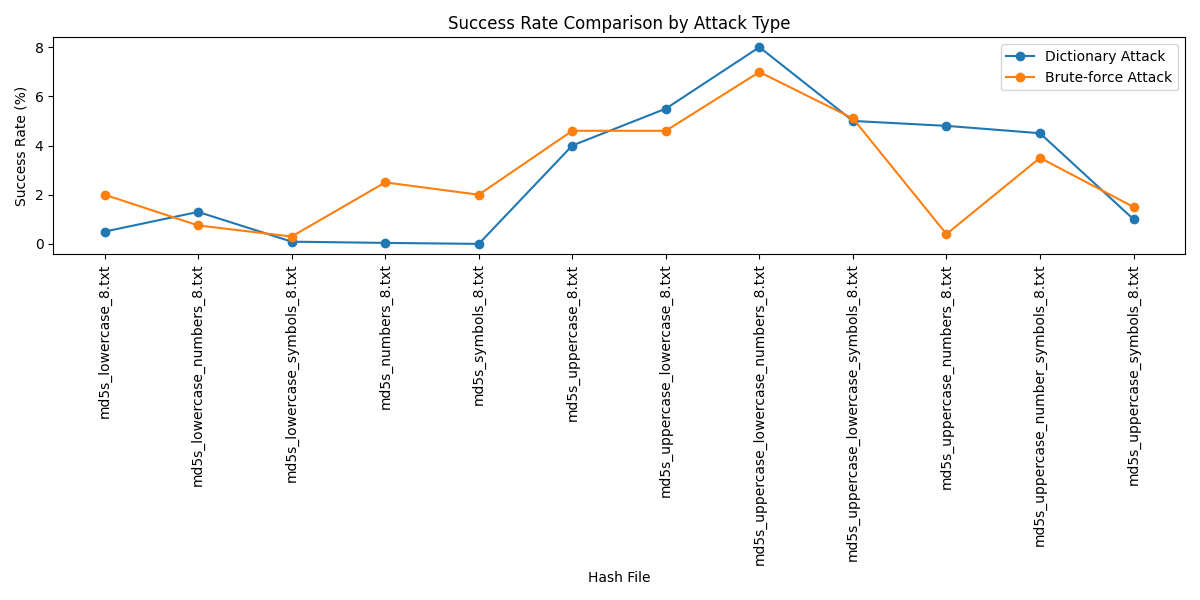 Success Rate Comparison by Attack Type
Success Rate (%)
8
6
4
2
0
Dictionary Attack
Brute-force Attack
md5s_lowercase_8.txt
md5s_lowercase_numbers_8.txt
md5s_lowercase_symbols_8.txt
md5s_numbers_8.txt
md5s_symbols_8.txt
md5s_uppercase_8.txt
md5s_uppercase_lowercase_8.txt
md5s_uppercase_lowercase_numbers_8.txt
md5s_uppercase_lowercase_symbols_8.txt
md5s_uppercase_numbers_8.txt
md5s_uppercase_number_symbols_8.txt
md5s_uppercase_symbols_8.txt
Hash File